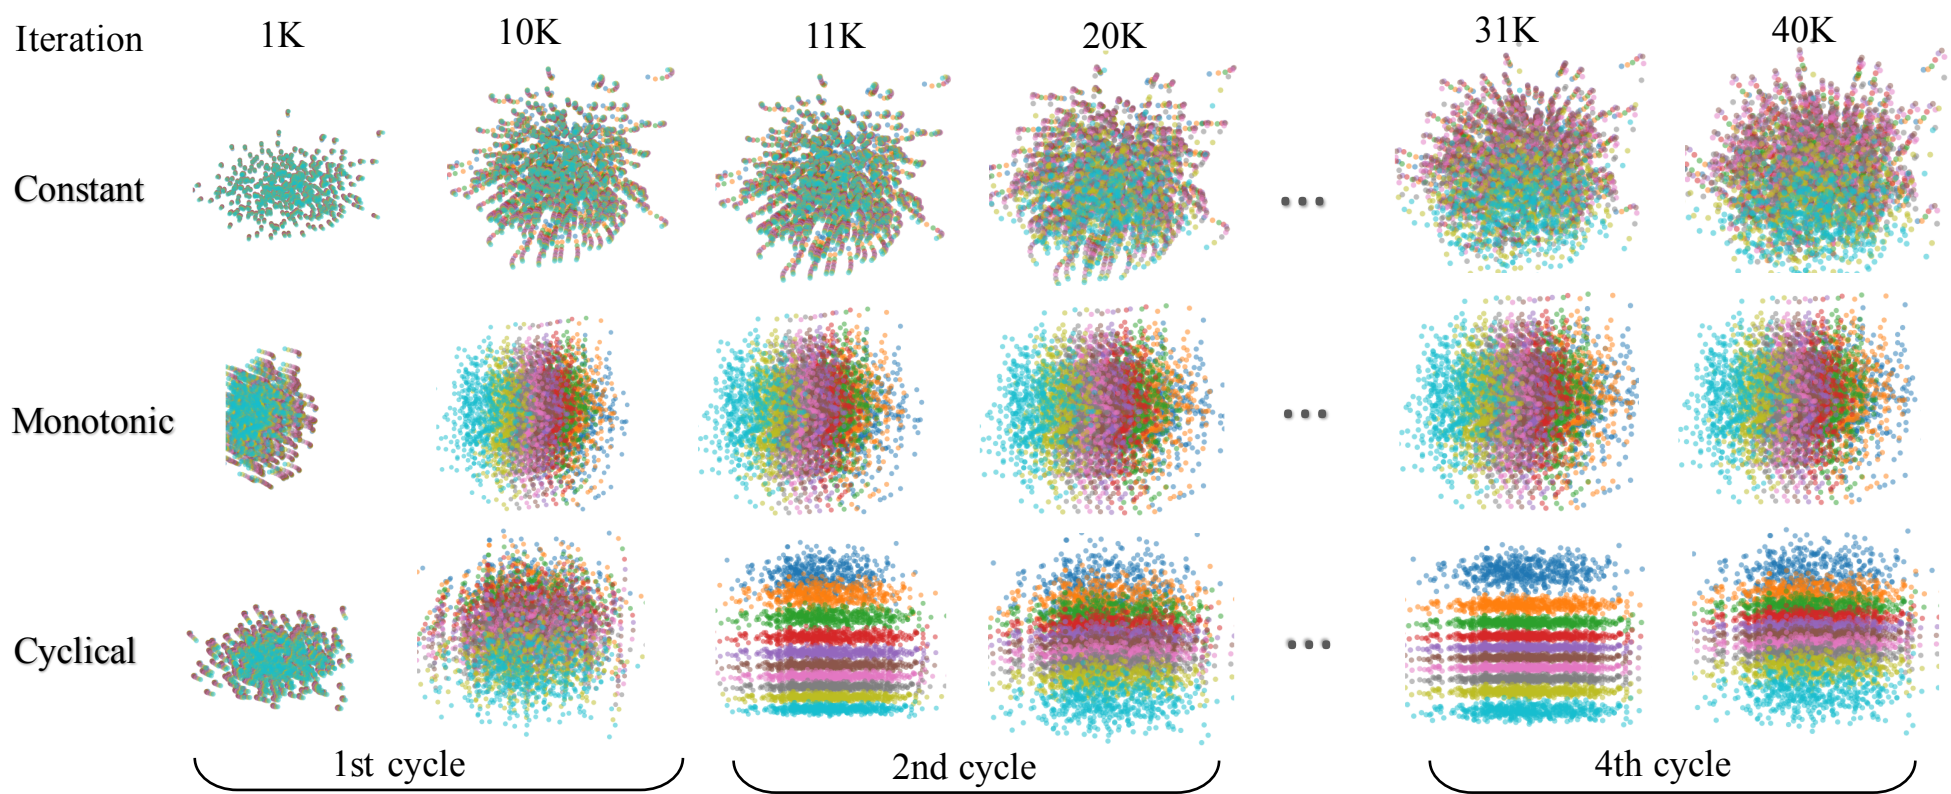 Iteration 1K 10K 11K 20K 31K 40K
Constant ...
Monotonic ...
Cyclical ...
1st cycle 2nd cycle 4th cycle